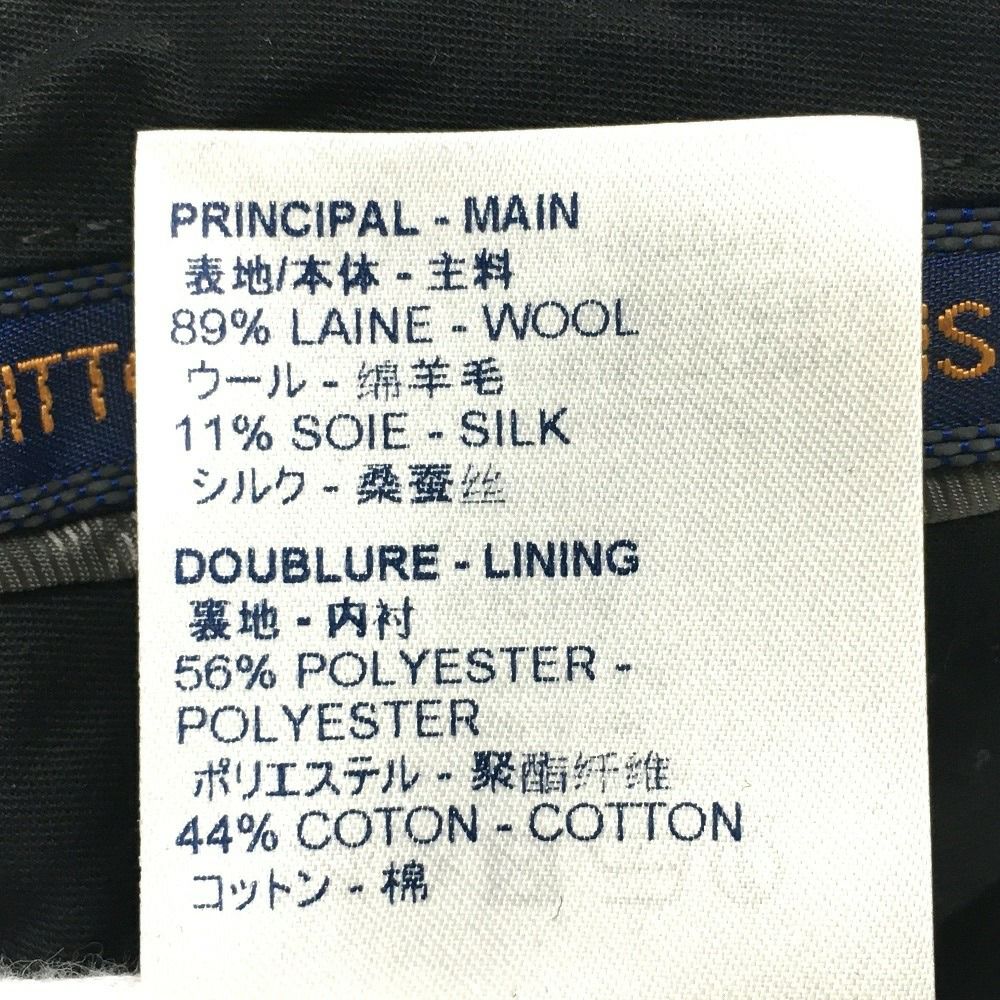 PRINCIPAL - MAIN
表地/本体 - 主料
89% LAINE - WOOL
ウール - 绵羊毛
11% SOIE - SILK
シルク - 桑蚕丝
DOUBLURE - LINING
裏地 - 内衬
56% POLYESTER -
POLYESTER
ポリエステル - 聚酯纤维
44% COTON - COTTON
コットン - 棉